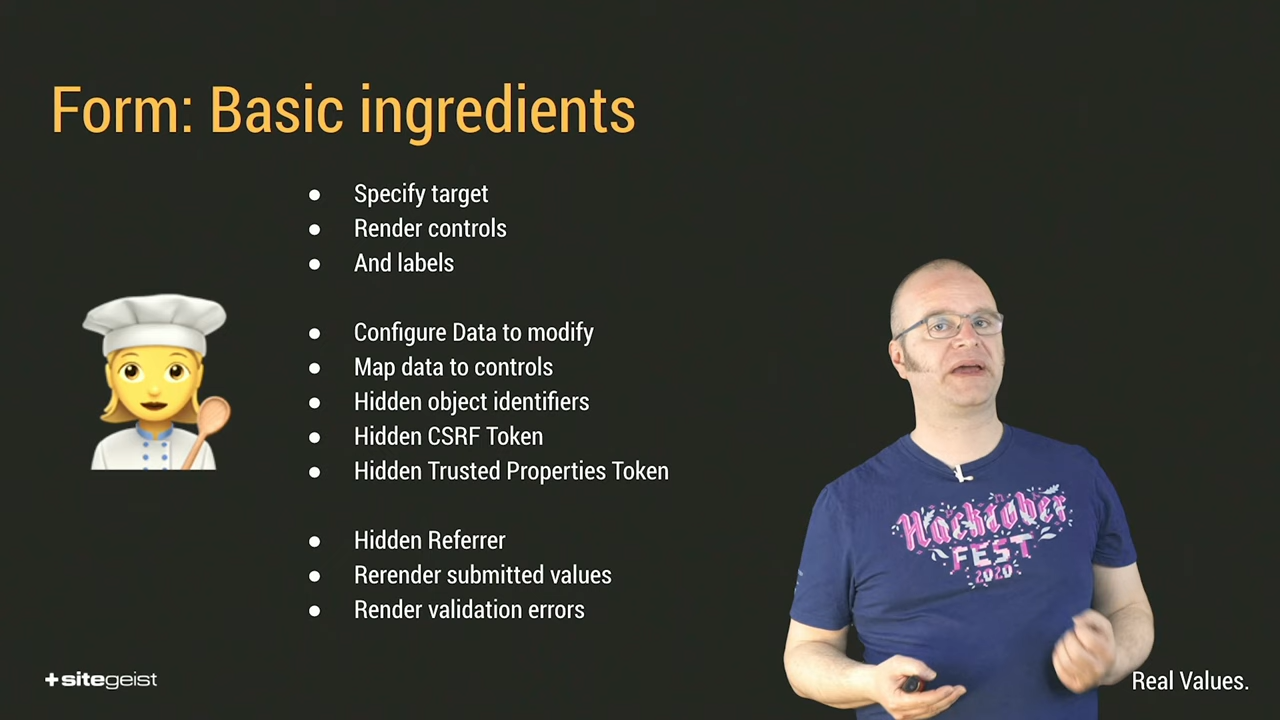 Form: Basic ingredients
● Specify target
● Render controls
● And labels
● Configure Data to modify
● Map data to controls
● Hidden object identifiers
● Hidden CSRF Token
● Hidden Trusted Properties Token
● Hidden Referrer
● Rerender submitted values
● Render validation errors
Hacktober
FEST
2020
+sitegeist
Real Values.